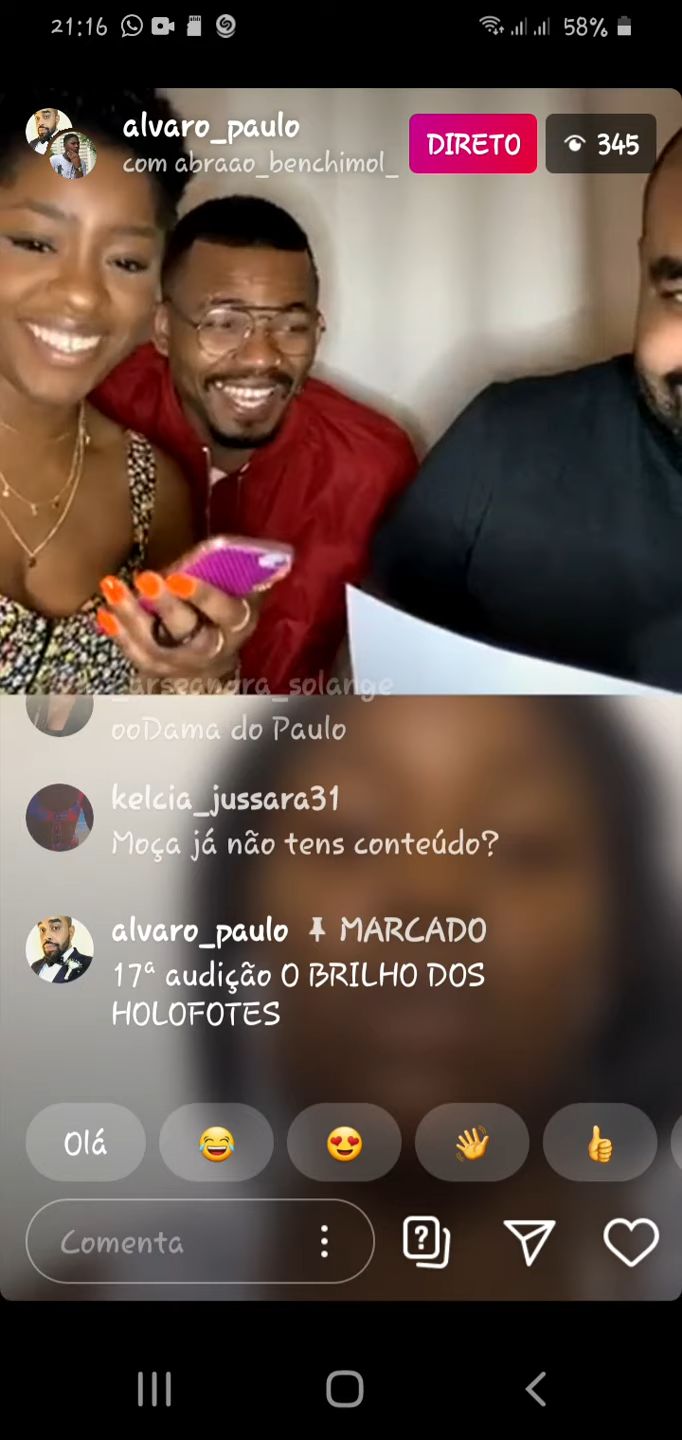 21:16 58%
alvaro_paulo
com abraao_benchimol_
DIRETO
345
_arseandra_solange
ooDama do Paulo
kelcia_jussara31
Moça já não tens conteúdo?
alvaro_paulo MARCADO
17ª audição O BRILHO DOS
HOLOFOTES
Olá
Comenta